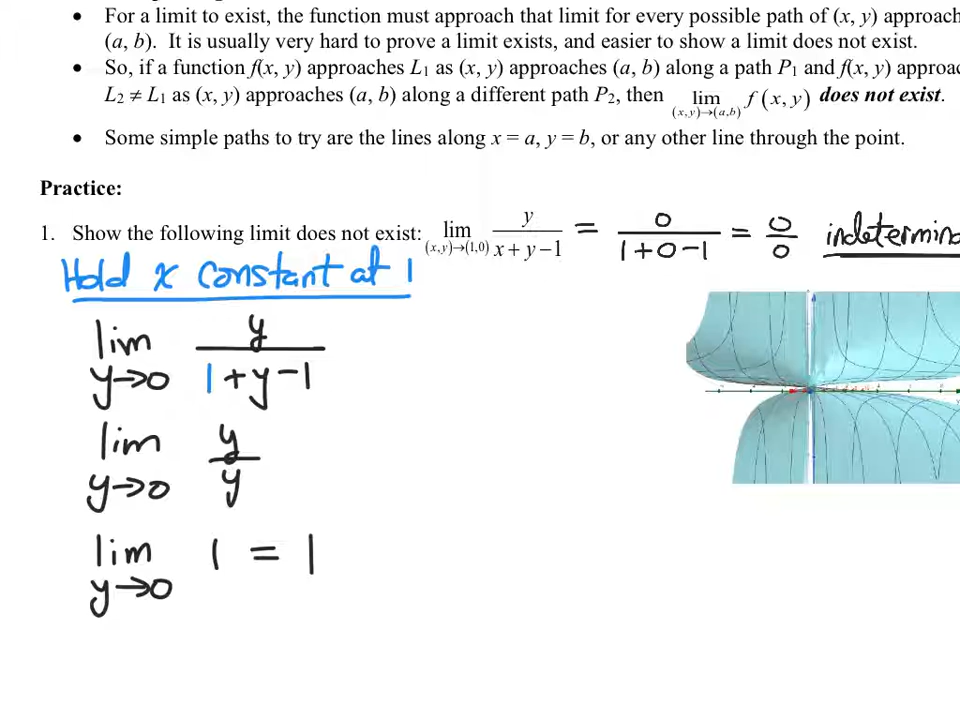 • For a limit to exist, the function must approach that limit for every possible path of (x, y) approach
(a, b). It is usually very hard to prove a limit exists, and easier to show a limit does not exist.
• So, if a function f(x, y) approaches L₁ as (x, y) approaches (a, b) along a path P₁ and f(x, y) approac
L₂ ≠ L₁ as (x, y) approaches (a, b) along a different path P₂, then lim (x,y)→(a,b) f(x, y) does not exist.
• Some simple paths to try are the lines along x = a, y = b, or any other line through the point.
Practice:
1. Show the following limit does not exist: lim (x,y)→(1,0) y/(x + y − 1) = 0/(1+0−1) = 0/0 indetermina
Hold x constant at 1
lim y→0 y/(1+y−1)
lim y→0 y/y
lim y→0 1 = 1